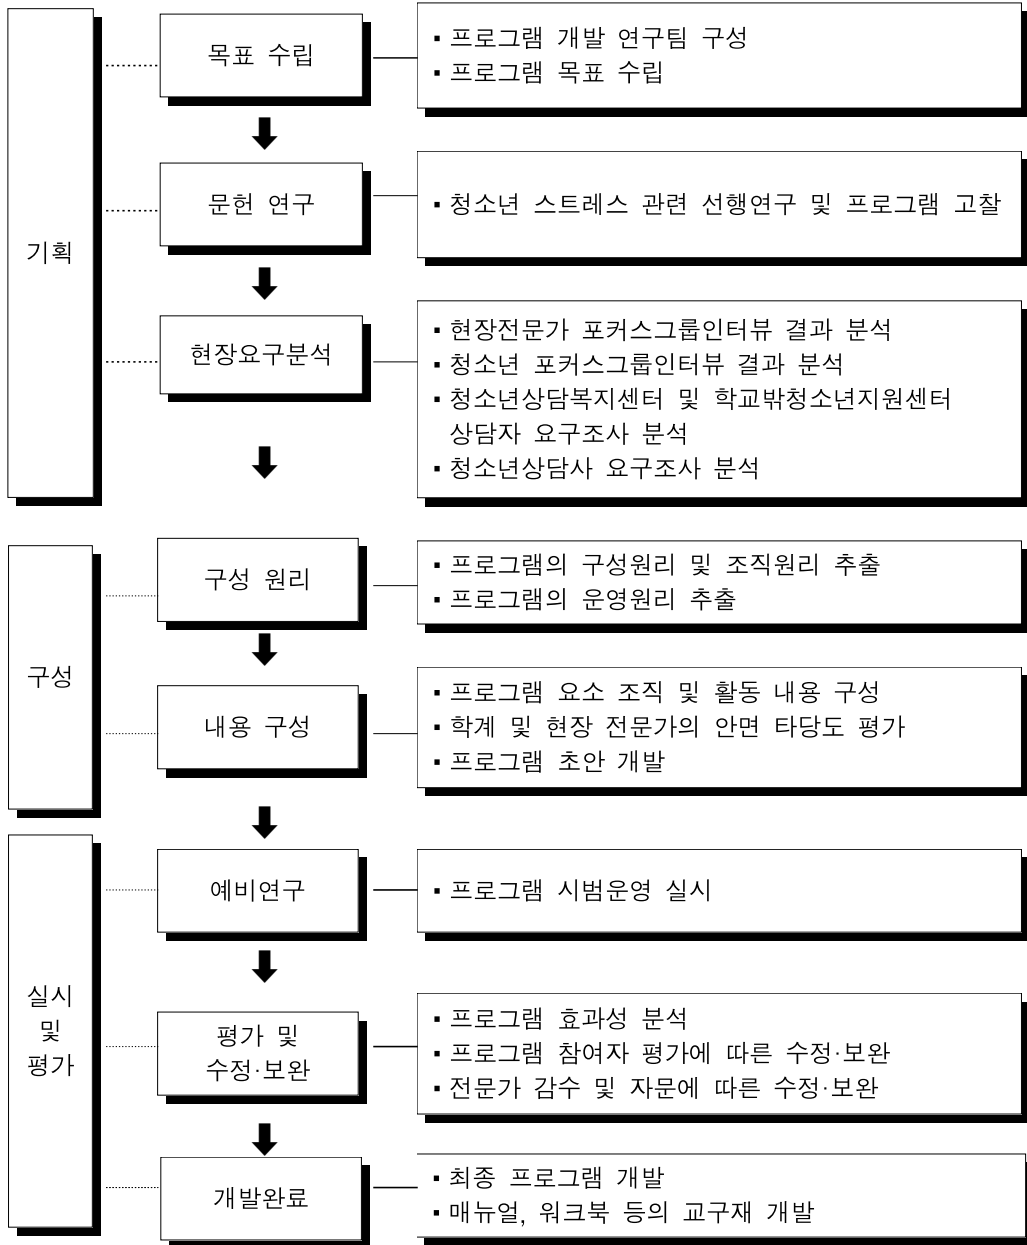 기획
목표 수립
▪ 프로그램 개발 연구팀 구성
▪ 프로그램 목표 수립
문헌 연구
▪ 청소년 스트레스 관련 선행연구 및 프로그램 고찰
현장요구분석
▪ 현장전문가 포커스그룹인터뷰 결과 분석
▪ 청소년 포커스그룹인터뷰 결과 분석
▪ 청소년상담복지센터 및 학교밖청소년지원센터
상담자 요구조사 분석
▪ 청소년상담사 요구조사 분석
구성
구성 원리
▪ 프로그램의 구성원리 및 조직원리 추출
▪ 프로그램의 운영원리 추출
내용 구성
▪ 프로그램 요소 조직 및 활동 내용 구성
▪ 학계 및 현장 전문가의 안면 타당도 평가
▪ 프로그램 초안 개발
실시
및
평가
예비연구
▪ 프로그램 시범운영 실시
평가 및
수정·보완
▪ 프로그램 효과성 분석
▪ 프로그램 참여자 평가에 따른 수정·보완
▪ 전문가 감수 및 자문에 따른 수정·보완
개발완료
▪ 최종 프로그램 개발
▪ 매뉴얼, 워크북 등의 교구재 개발